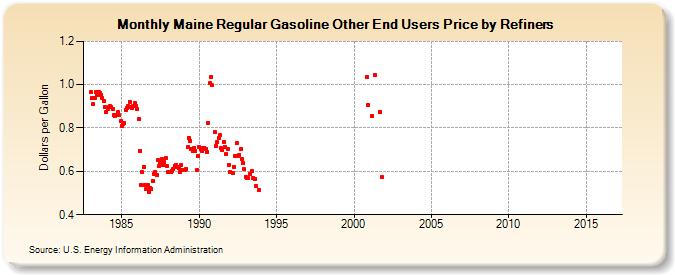 Monthly Maine Regular Gasoline Other End Users Price by Refiners
Dollars per Gallon
1.2
1.0
0.8
0.6
0.4
1985 1990 1995 2000 2005 2010 2015
Source: U.S. Energy Information Administration